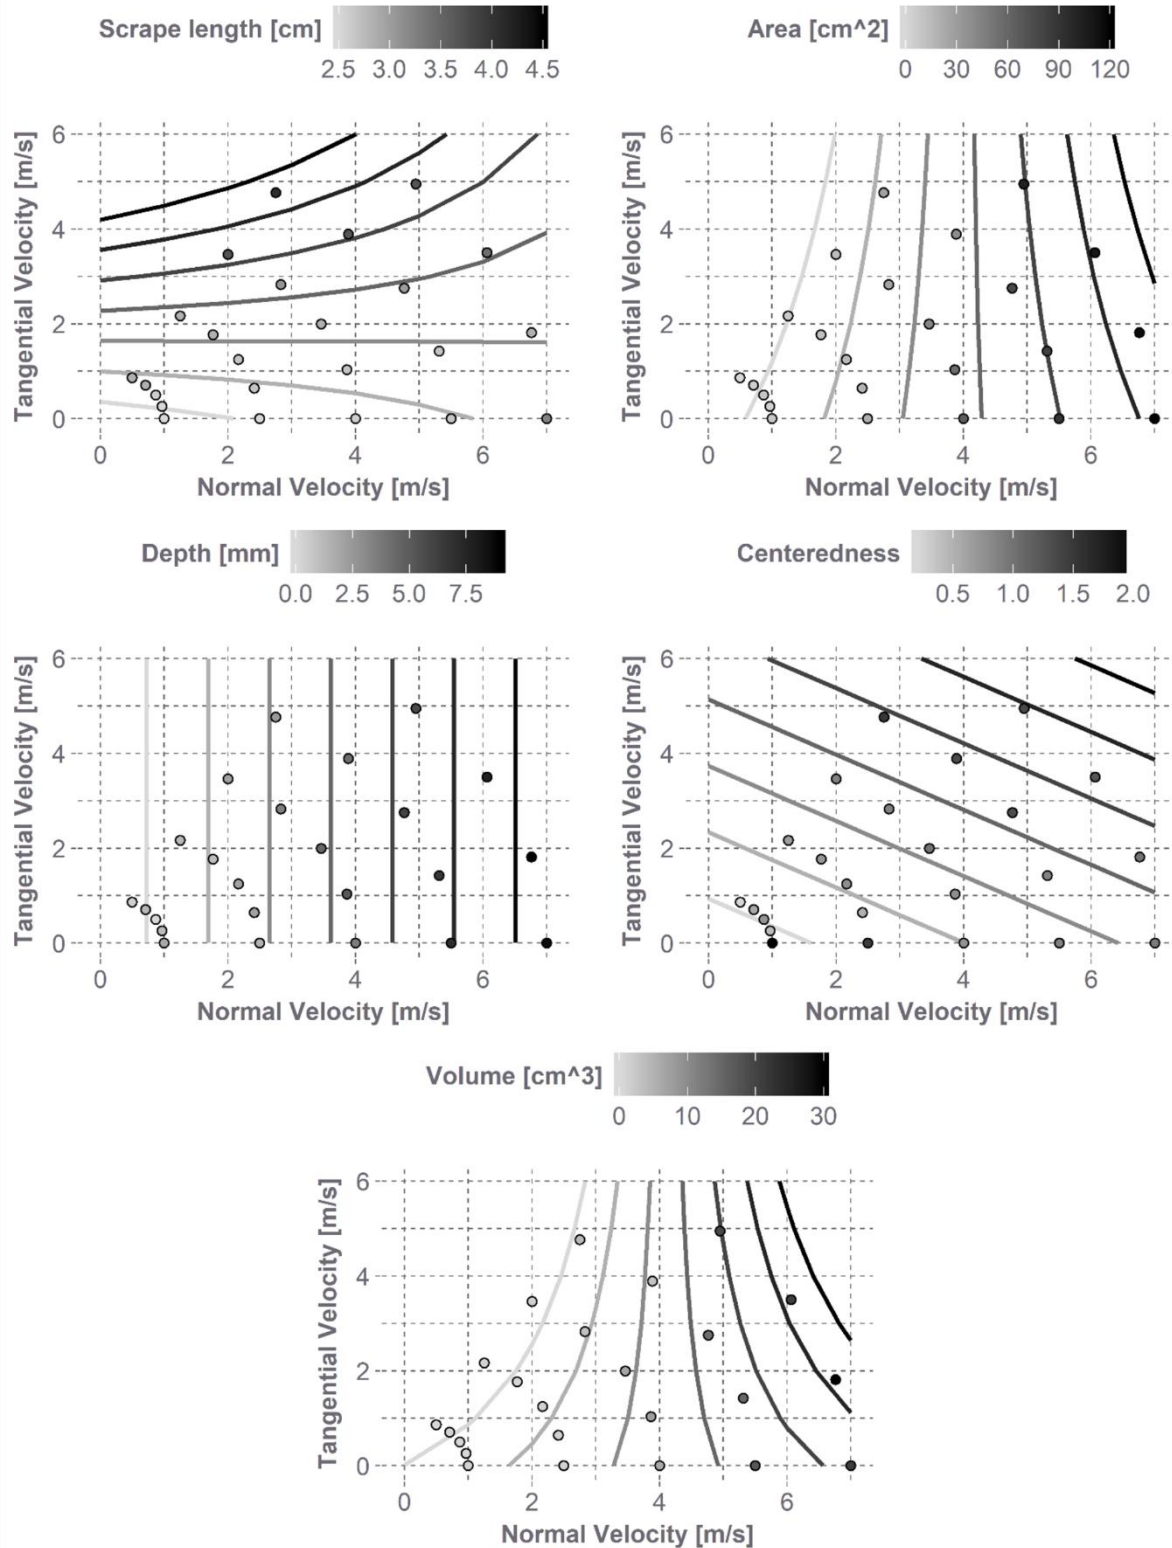 Scrape length [cm]
2.5 3.0 3.5 4.0 4.5
Tangential Velocity [m/s]
6
4
2
0
0 2 4 6
Normal Velocity [m/s]
Area [cm^2]
0 30 60 90 120
Tangential Velocity [m/s]
6
4
2
0
0 2 4 6
Normal Velocity [m/s]
Depth [mm]
0.0 2.5 5.0 7.5
Tangential Velocity [m/s]
6
4
2
0
0 2 4 6
Normal Velocity [m/s]
Centeredness
0.5 1.0 1.5 2.0
Tangential Velocity [m/s]
6
4
2
0
0 2 4 6
Normal Velocity [m/s]
Volume [cm^3]
0 10 20 30
Tangential Velocity [m/s]
6
4
2
0
0 2 4 6
Normal Velocity [m/s]